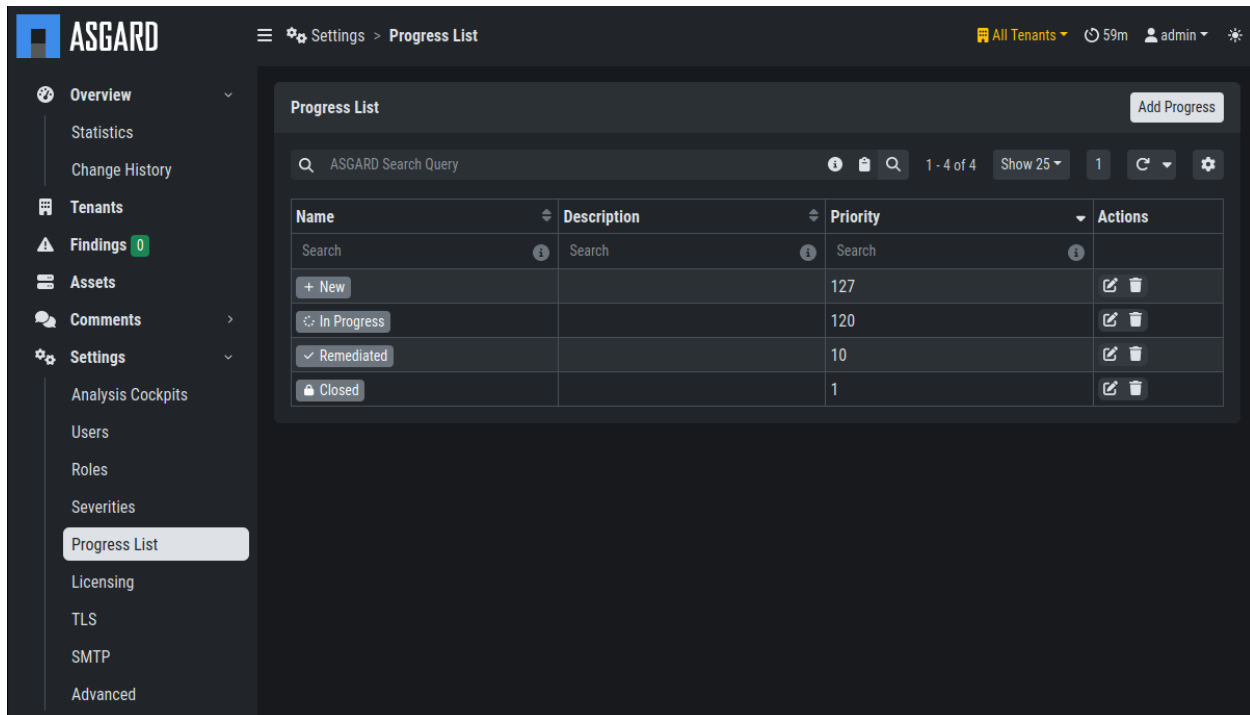 ASGARD
Settings > Progress List
All Tenants
59m
admin
Overview
Statistics
Change History
Tenants
Findings 0
Assets
Comments
Settings
Analysis Cockpits
Users
Roles
Severities
Progress List
Licensing
TLS
SMTP
Advanced
Progress List
Add Progress
ASGARD Search Query
1 - 4 of 4
Show 25
1
Name Description Priority Actions
Search Search Search
New 127
In Progress 120
Remediated 10
Closed 1